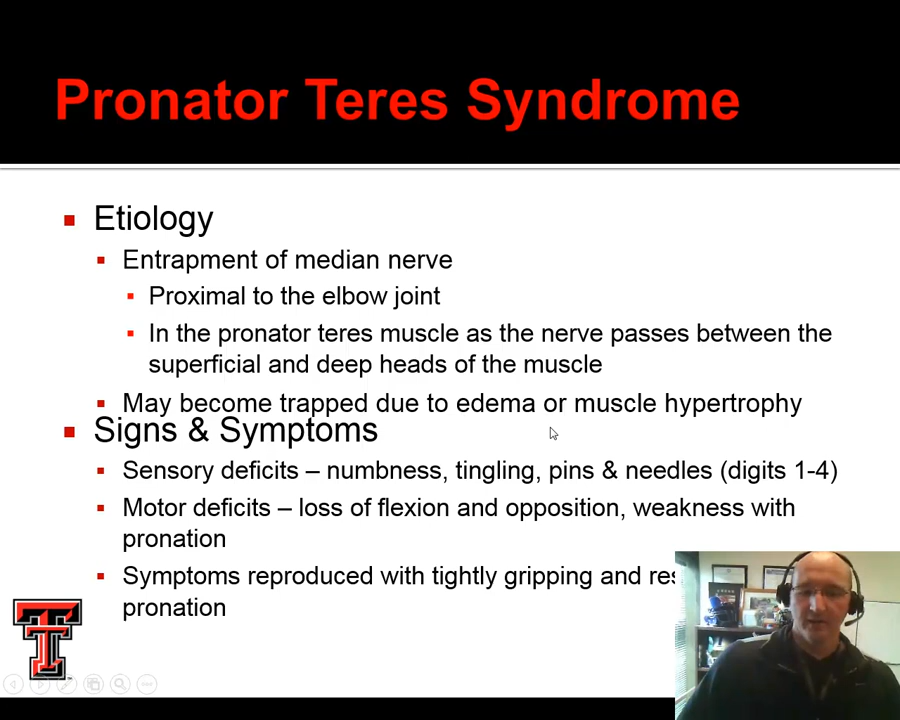 Pronator Teres Syndrome
Etiology
Entrapment of median nerve
Proximal to the elbow joint
In the pronator teres muscle as the nerve passes between the
superficial and deep heads of the muscle
May become trapped due to edema or muscle hypertrophy
Signs & Symptoms
Sensory deficits – numbness, tingling, pins & needles (digits 1-4)
Motor deficits – loss of flexion and opposition, weakness with
pronation
Symptoms reproduced with tightly gripping and
pronation